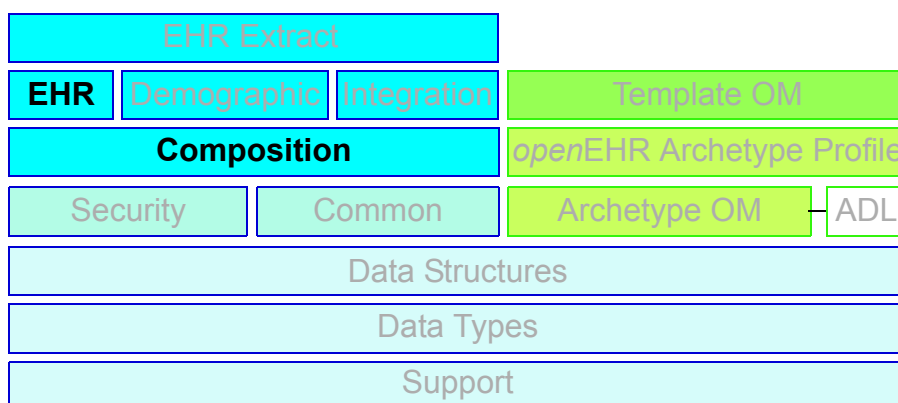 EHR Extract
EHR Demographic Integration Template OM
Composition openEHR Archetype Profile
Security Common Archetype OM ADL
Data Structures
Data Types
Support